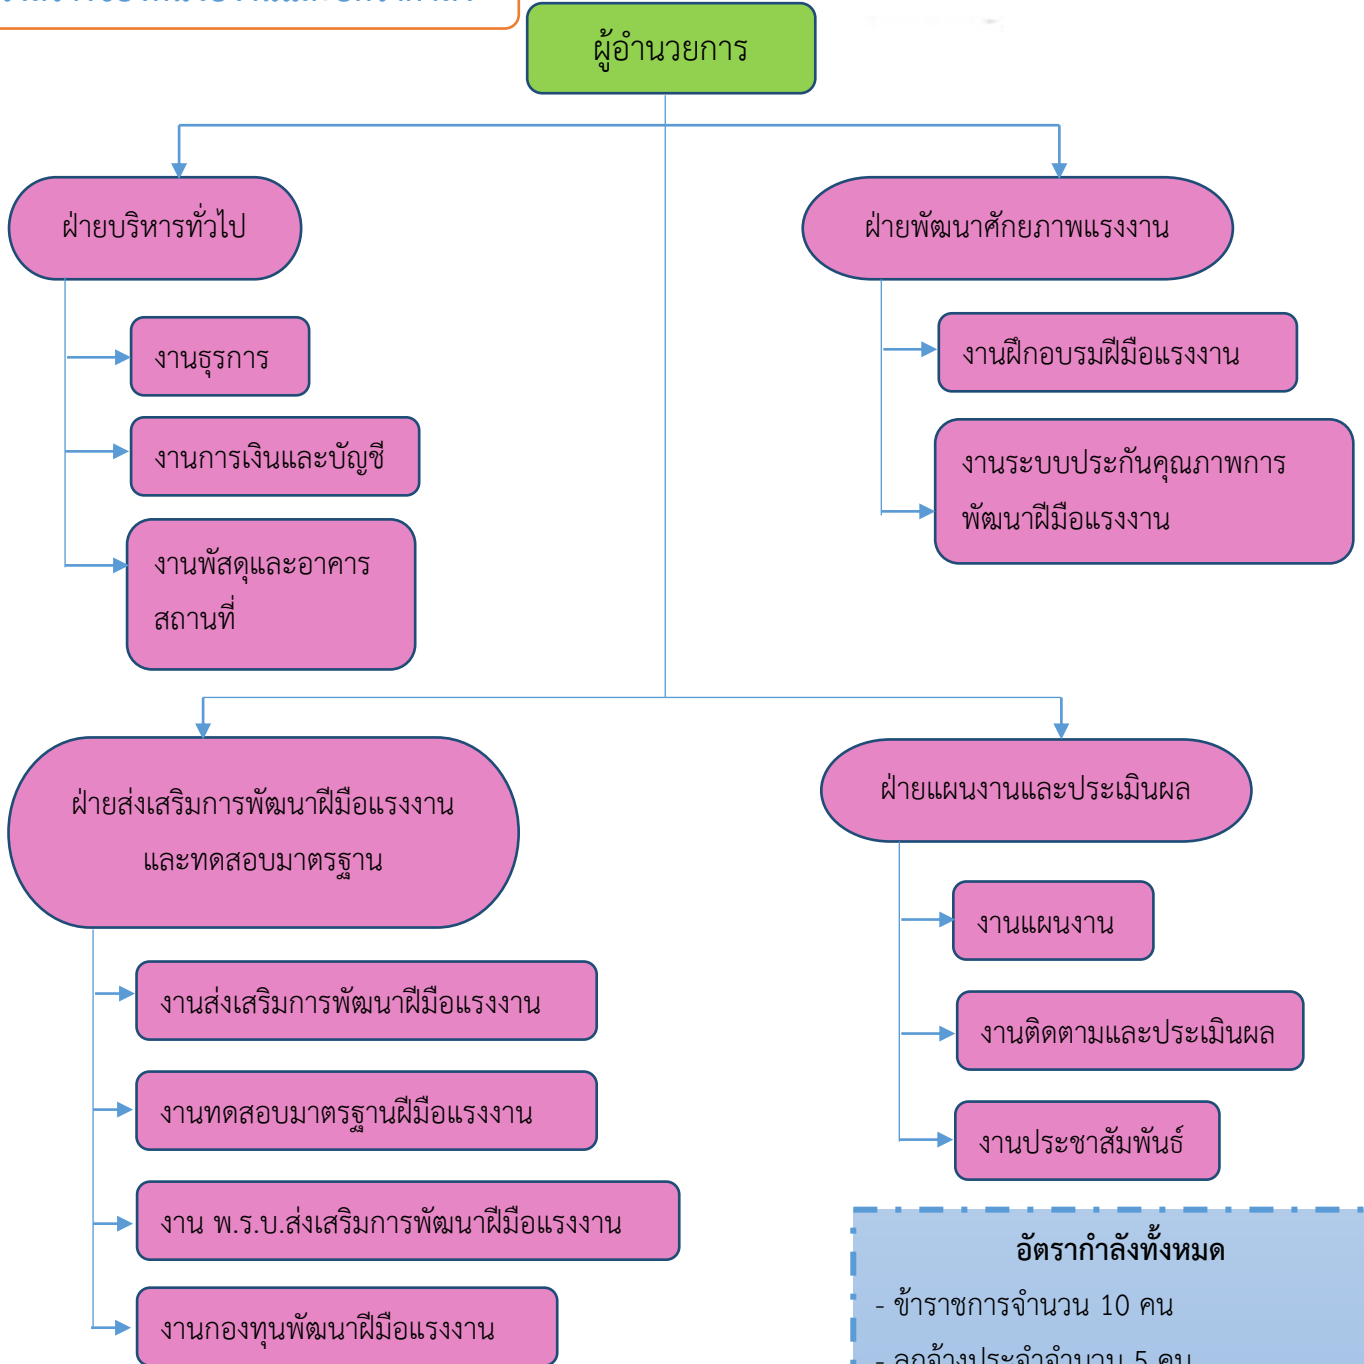 ผู้อำนวยการ
ฝ่ายบริหารทั่วไป
งานธุรการ
งานการเงินและบัญชี
งานพัสดุและอาคาร
สถานที่
ฝ่ายพัฒนาศักยภาพแรงงาน
งานฝึกอบรมฝีมือแรงงาน
งานระบบประกันคุณภาพการ
พัฒนาฝีมือแรงงาน
ฝ่ายส่งเสริมการพัฒนาฝีมือแรงงาน
และทดสอบมาตรฐาน
งานส่งเสริมการพัฒนาฝีมือแรงงาน
งานทดสอบมาตรฐานฝีมือแรงงาน
งาน พ.ร.บ.ส่งเสริมการพัฒนาฝีมือแรงงาน
งานกองทุนพัฒนาฝีมือแรงงาน
ฝ่ายแผนงานและประเมินผล
งานแผนงาน
งานติดตามและประเมินผล
งานประชาสัมพันธ์
อัตรากำลังทั้งหมด
- ข้าราชการจำนวน 10 คน
- ลูกจ้างประจำจำนวน 5 คน